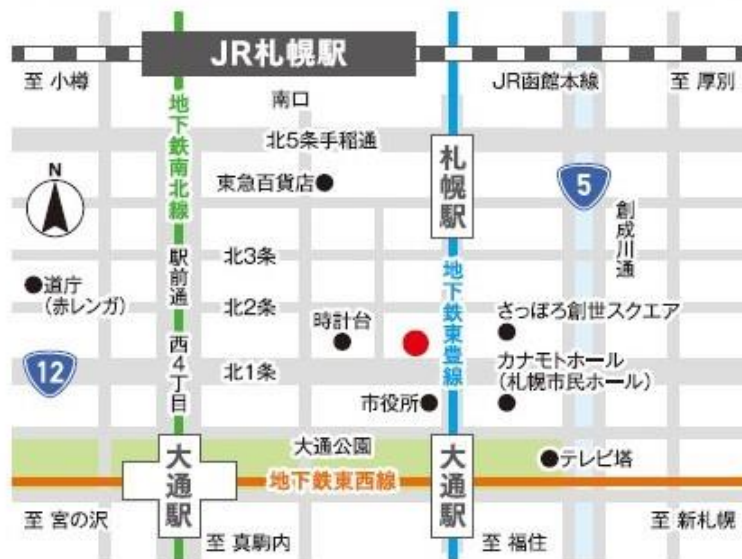 JR札幌駅
至 小樽
JR函館本線
至 厚別
南口
地下鉄南北線
北5条手稲通
札幌駅
N
東急百貨店
5
創成川通
駅前通
北3条
地下鉄東豊線
道庁
(赤レンガ)
北2条
時計台
さっぽろ創世スクエア
西4丁目
12
北1条
カナモトホール
(札幌市民ホール)
市役所
大通公園
大通駅
大通駅
テレビ塔
地下鉄東西線
至 宮の沢
至 真駒内
至 福住
至 新札幌